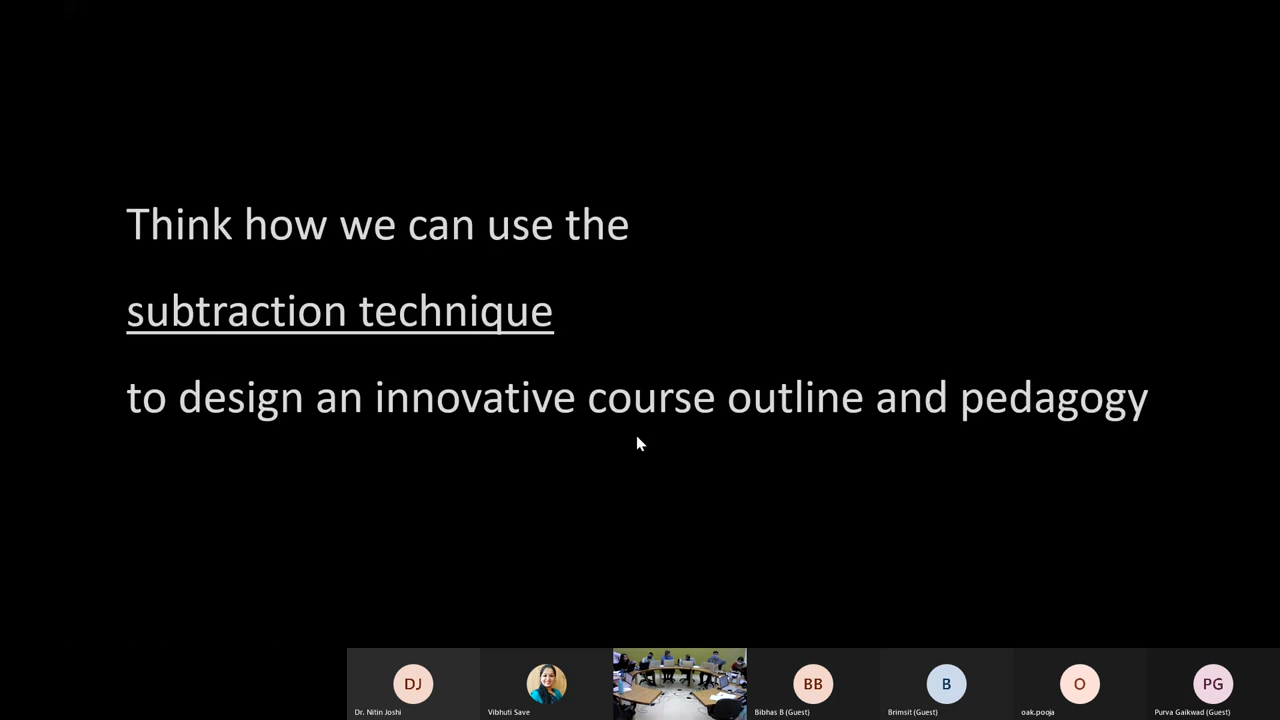 Think how we can use the
subtraction technique
to design an innovative course outline and pedagogy
DJ
BB
B
O
PG
Dr. Nitin Joshi
Vibhuti Save
Bibhas B (Guest)
Brimsit (Guest)
oak.pooja
Purva Gaikwad (Guest)